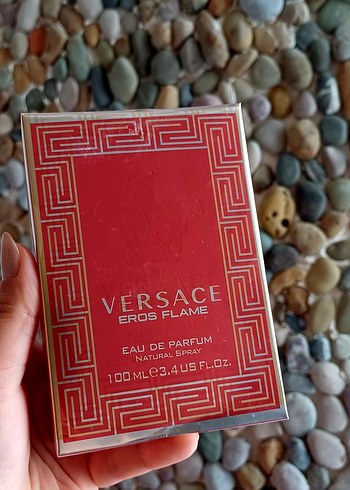 VERSACE
EROS FLAME
EAU DE PARFUM
NATURAL SPRAY
100 ML℮3.4 US FL.OZ.